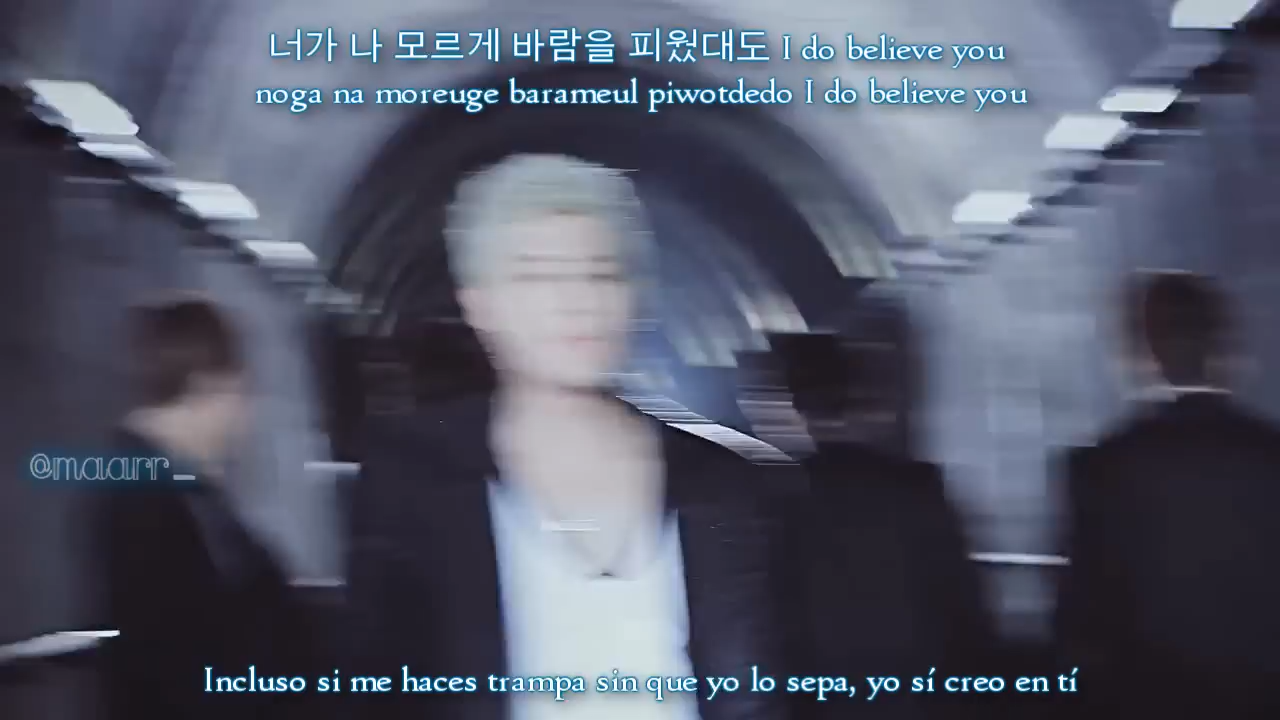 너가 나 모르게 바람을 피웠대도 I do believe you
noga na moreuge barameul piwotdedo I do believe you
@maarr_
Incluso si me haces trampa sin que yo lo sepa, yo sí creo en tí